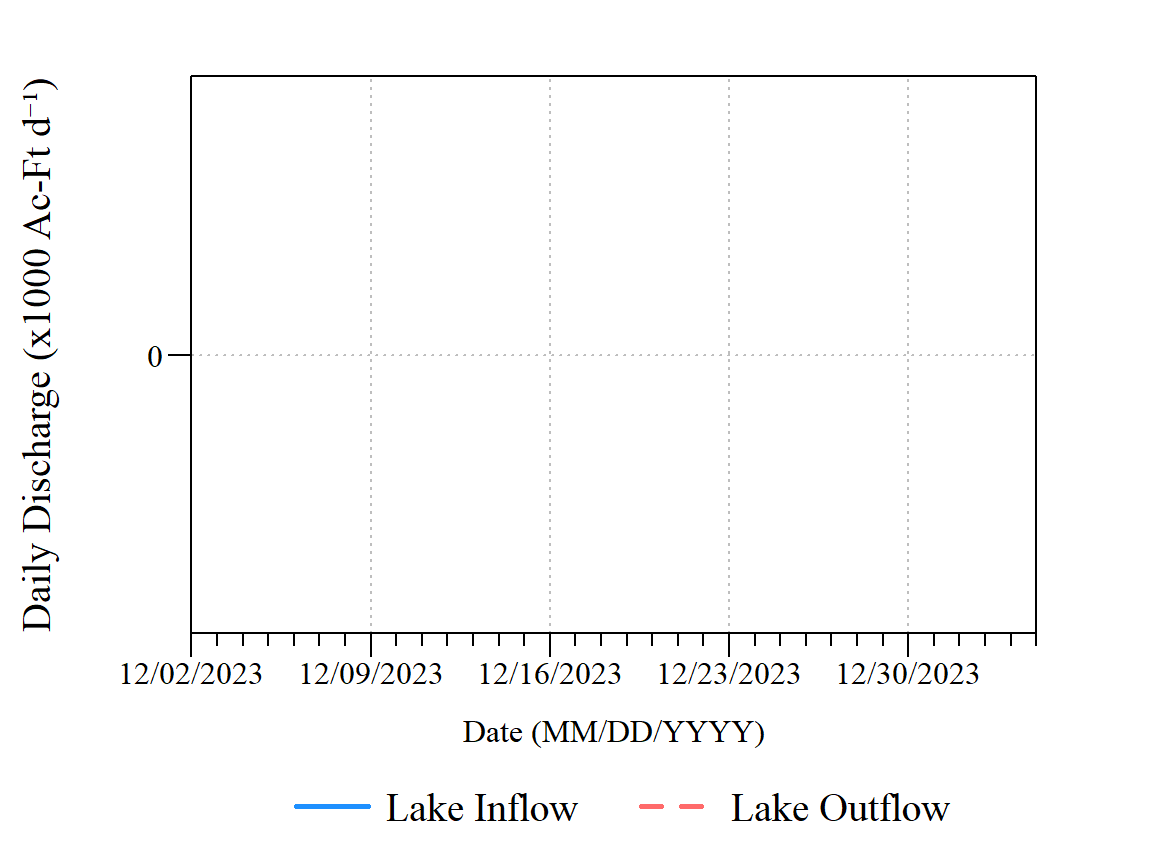 Daily Discharge (x1000 Ac-Ft d⁻¹)
0
12/02/2023 12/09/2023 12/16/2023 12/23/2023 12/30/2023
Date (MM/DD/YYYY)
Lake Inflow Lake Outflow